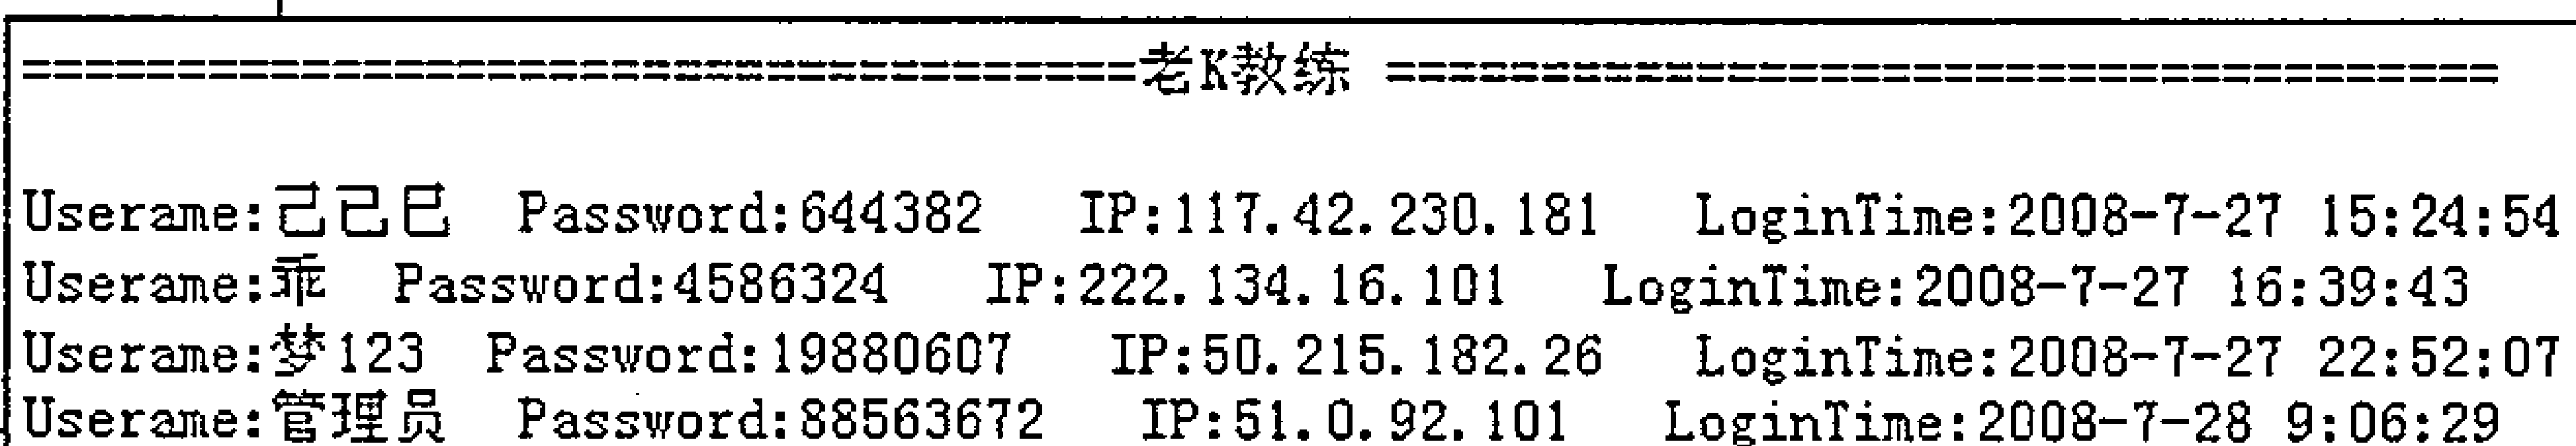 ====================================老K教练 ====================================
Userame:己已巳  Password:644382   IP:117.42.230.181   LoginTime:2008-7-27 15:24:54
Userame:乖  Password:4586324   IP:222.134.16.101   LoginTime:2008-7-27 16:39:43
Userame:梦123  Password:19880607   IP:50.215.182.26   LoginTime:2008-7-27 22:52:07
Userame:管理员  Password:88563672   IP:51.0.92.101   LoginTime:2008-7-28 9:06:29